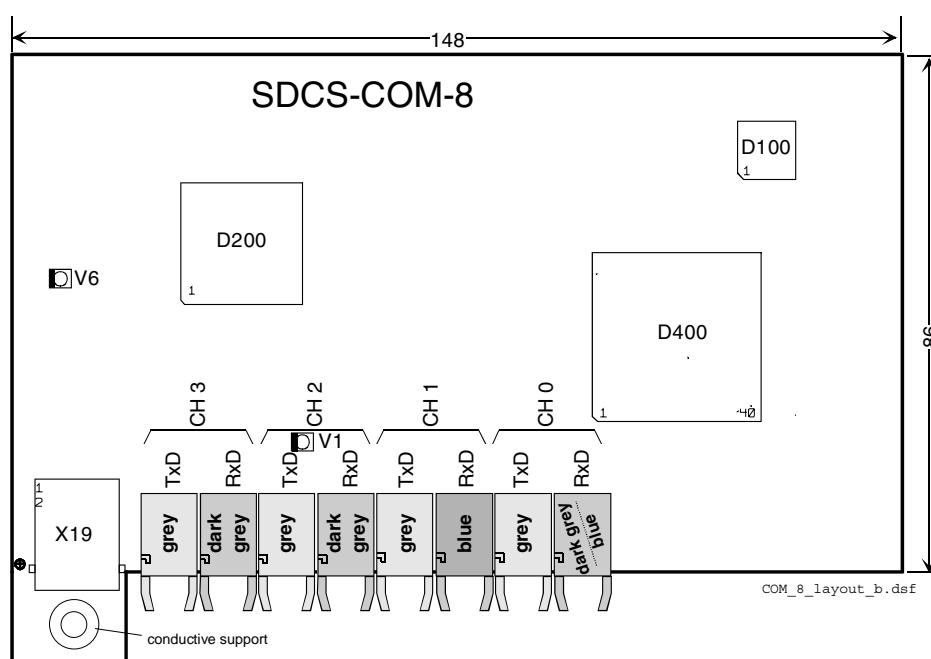 148
SDCS-COM-8
D100
1
D200
1
V6
D400
1
40
86
CH 3
CH 2
CH 1
CH 0
V1
TxD
RxD
TxD
RxD
TxD
RxD
TxD
RxD
1
2
X19
grey
dark grey
grey
dark grey
grey
blue
grey
dark grey
blue
COM_8_layout_b.dsf
conductive support